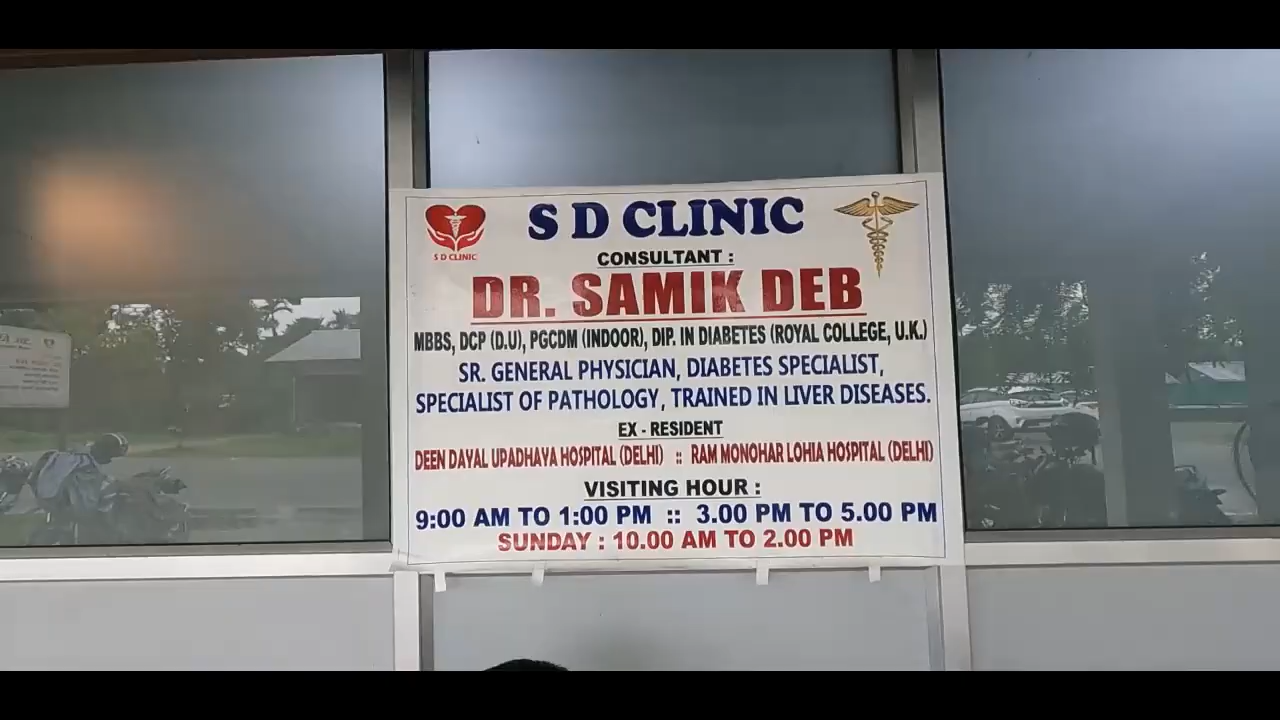 S D CLINIC
S D CLINIC
CONSULTANT :
DR. SAMIK DEB
MBBS, DCP (D.U), PGCDM (INDOOR), DIP. IN DIABETES (ROYAL COLLEGE, U.K.)
SR. GENERAL PHYSICIAN, DIABETES SPECIALIST,
SPECIALIST OF PATHOLOGY, TRAINED IN LIVER DISEASES.
EX - RESIDENT
DEEN DAYAL UPADHAYA HOSPITAL (DELHI) :: RAM MONOHAR LOHIA HOSPITAL (DELHI)
VISITING HOUR :
9:00 AM TO 1:00 PM :: 3.00 PM TO 5.00 PM
SUNDAY : 10.00 AM TO 2.00 PM